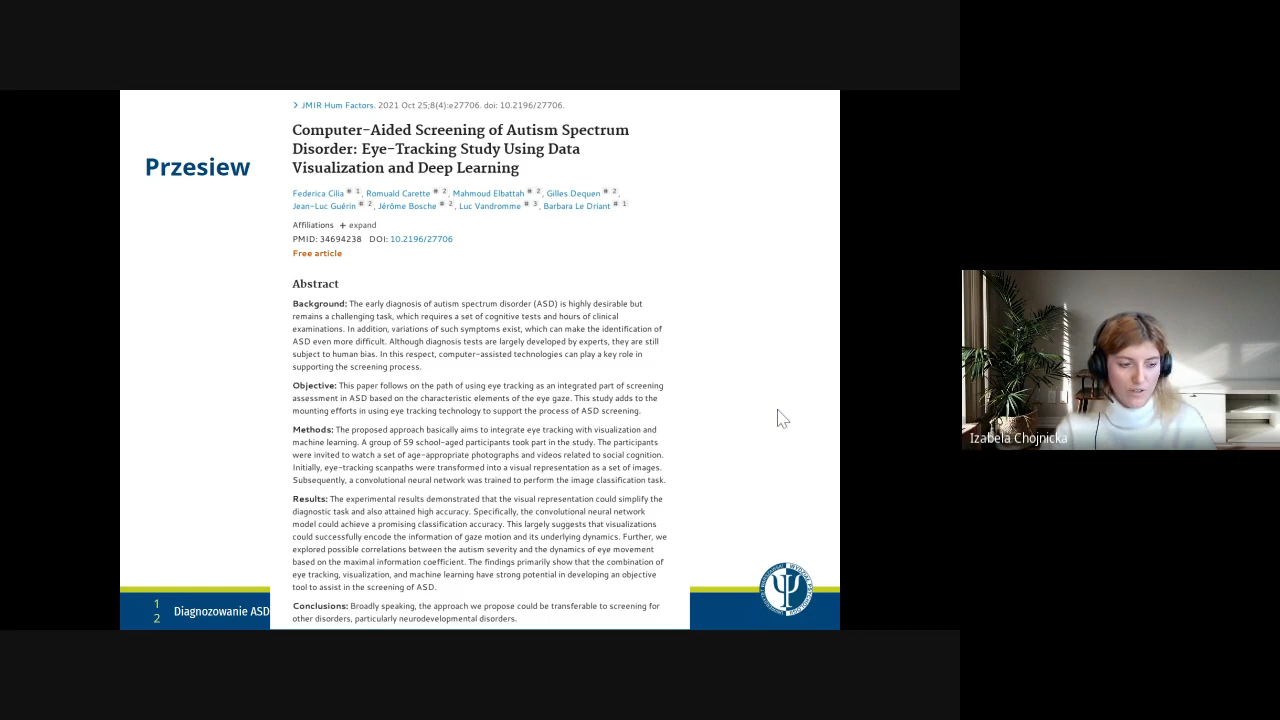 Przesiew
JMIR Hum Factors. 2021 Oct 25;8(4):e27706. doi: 10.2196/27706.
Computer-Aided Screening of Autism Spectrum
Disorder: Eye-Tracking Study Using Data
Visualization and Deep Learning
Federica Cilia # 1, Romuald Carette # 2, Mahmoud Elbattah # 2, Gilles Dequen # 2,
Jean-Luc Guérin # 2, Jérôme Bosche # 2, Luc Vandromme # 3, Barbara Le Driant # 1
Affiliations + expand
PMID: 34694238 DOI: 10.2196/27706
Free article
Abstract
Background: The early diagnosis of autism spectrum disorder (ASD) is highly desirable but
remains a challenging task, which requires a set of cognitive tests and hours of clinical
examinations. In addition, variations of such symptoms exist, which can make the identification of
ASD even more difficult. Although diagnosis tests are largely developed by experts, they are still
subject to human bias. In this respect, computer-assisted technologies can play a key role in
supporting the screening process.
Objective: This paper follows on the path of using eye tracking as an integrated part of screening
assessment in ASD based on the characteristic elements of the eye gaze. This study adds to the
mounting efforts in using eye tracking technology to support the process of ASD screening.
Methods: The proposed approach basically aims to integrate eye tracking with visualization and
machine learning. A group of 59 school-aged participants took part in the study. The participants
were invited to watch a set of age-appropriate photographs and videos related to social cognition.
Initially, eye-tracking scanpaths were transformed into a visual representation as a set of images.
Subsequently, a convolutional neural network was trained to perform the image classification task.
Results: The experimental results demonstrated that the visual representation could simplify the
diagnostic task and also attained high accuracy. Specifically, the convolutional neural network
model could achieve a promising classification accuracy. This largely suggests that visualizations
could successfully encode the information of gaze motion and its underlying dynamics. Further, we
explored possible correlations between the autism severity and the dynamics of eye movement
based on the maximal information coefficient. The findings primarily show that the combination of
eye tracking, visualization, and machine learning have strong potential in developing an objective
tool to assist in the screening of ASD.
Conclusions: Broadly speaking, the approach we propose could be transferable to screening for
other disorders, particularly neurodevelopmental disorders.
1
2
Diagnozowanie ASD
Izabela Chojnicka